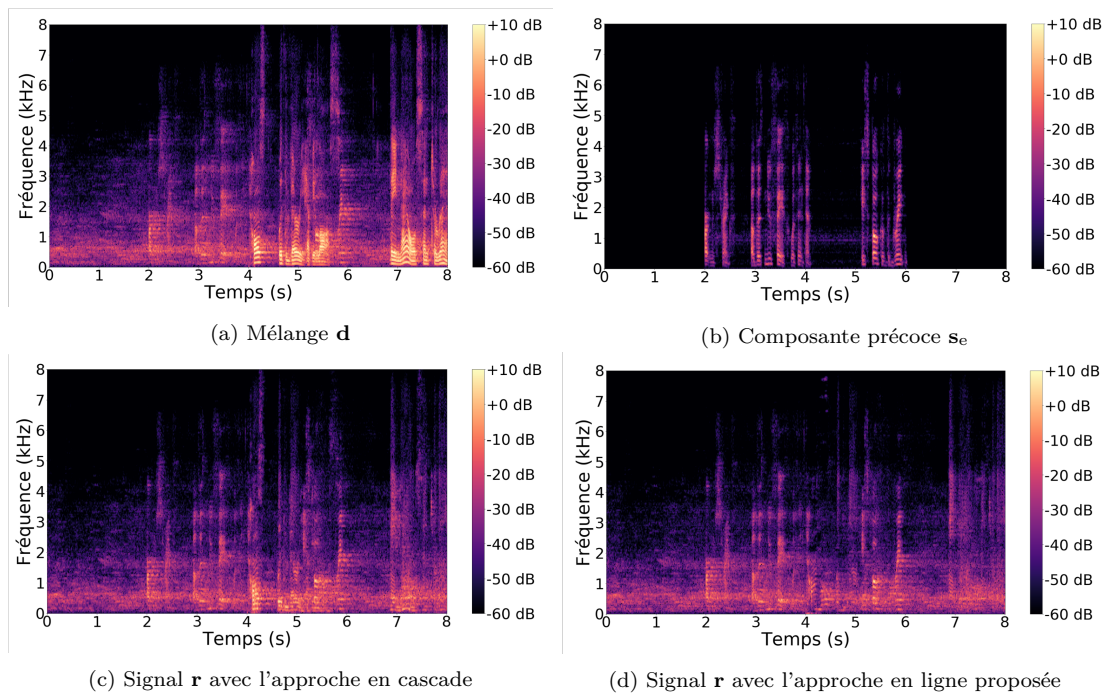 8
7
6
5
4
3
2
1
0
Fréquence (kHz)
0 1 2 3 4 5 6 7 8
Temps (s)
+10 dB
+0 dB
-10 dB
-20 dB
-30 dB
-40 dB
-50 dB
-60 dB
(a) Mélange d
8
7
6
5
4
3
2
1
0
Fréquence (kHz)
0 1 2 3 4 5 6 7 8
Temps (s)
+10 dB
+0 dB
-10 dB
-20 dB
-30 dB
-40 dB
-50 dB
-60 dB
(b) Composante précoce sₑ
8
7
6
5
4
3
2
1
0
Fréquence (kHz)
0 1 2 3 4 5 6 7 8
Temps (s)
+10 dB
+0 dB
-10 dB
-20 dB
-30 dB
-40 dB
-50 dB
-60 dB
(c) Signal r avec l'approche en cascade
8
7
6
5
4
3
2
1
0
Fréquence (kHz)
0 1 2 3 4 5 6 7 8
Temps (s)
+10 dB
+0 dB
-10 dB
-20 dB
-30 dB
-40 dB
-50 dB
-60 dB
(d) Signal r avec l'approche en ligne proposée